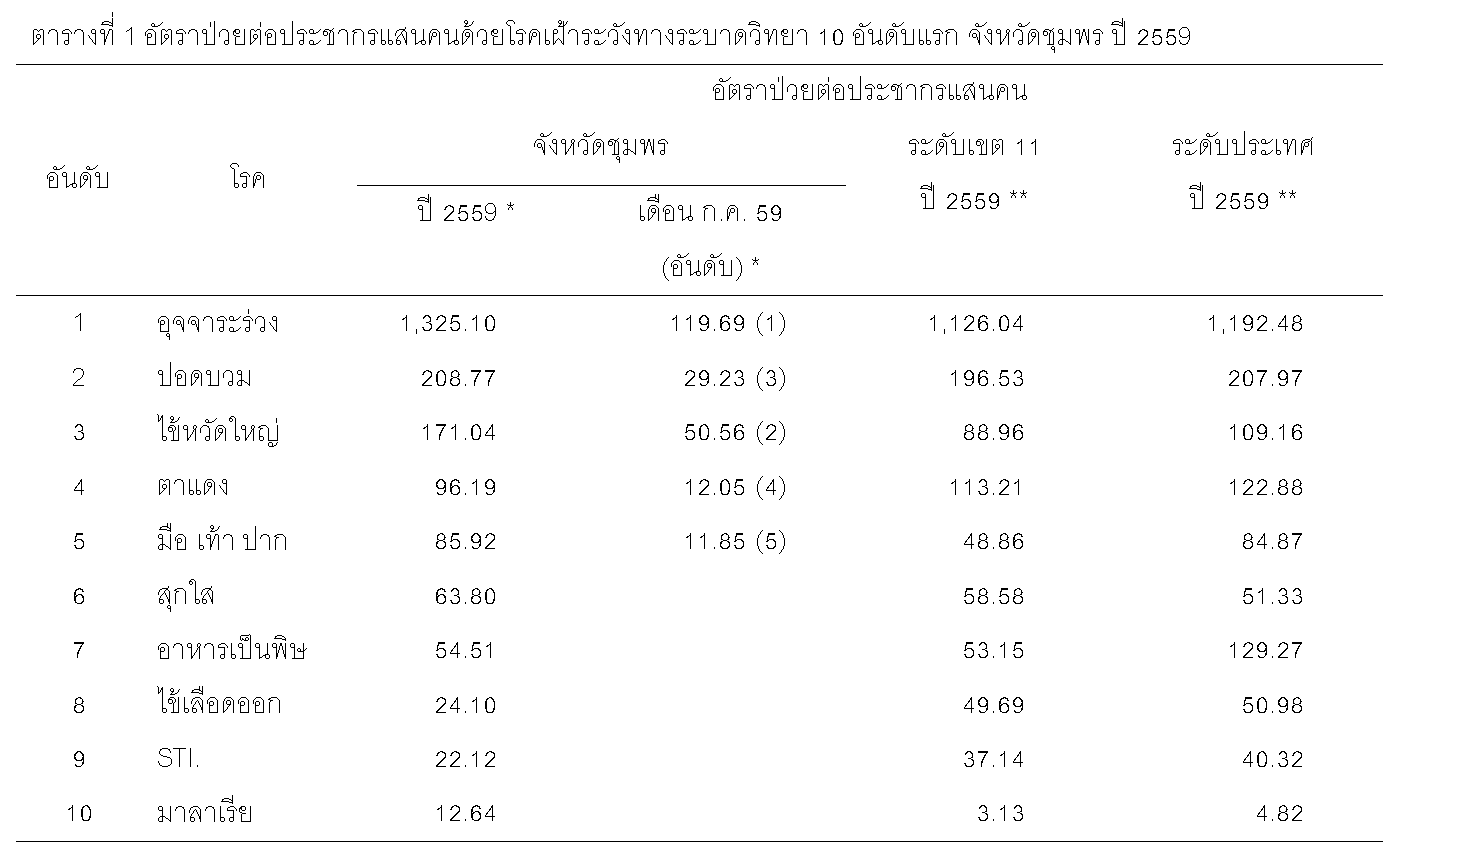 ตารางที่ 1 อัตราป่วยต่อประชากรแสนคนด้วยโรคเฝ้าระวังทางระบาดวิทยา 10 อันดับแรก จังหวัดชุมพร ปี 2559
อัตราป่วยต่อประชากรแสนคน
อันดับ โรค จังหวัดชุมพร ระดับเขต 11 ระดับประเทศ
ปี 2559 * เดือน ก.ค. 59 ปี 2559 ** ปี 2559 **
(อันดับ) *
1 อุจจาระร่วง 1,325.10 119.69 (1) 1,126.04 1,192.48
2 ปอดบวม 208.77 29.23 (3) 196.53 207.97
3 ไข้หวัดใหญ่ 171.04 50.56 (2) 88.96 109.16
4 ตาแดง 96.19 12.05 (4) 113.21 122.88
5 มือ เท้า ปาก 85.92 11.85 (5) 48.86 84.87
6 สุกใส 63.80 58.58 51.33
7 อาหารเป็นพิษ 54.51 53.15 129.27
8 ไข้เลือดออก 24.10 49.69 50.98
9 STI. 22.12 37.14 40.32
10 มาลาเรีย 12.64 3.13 4.82